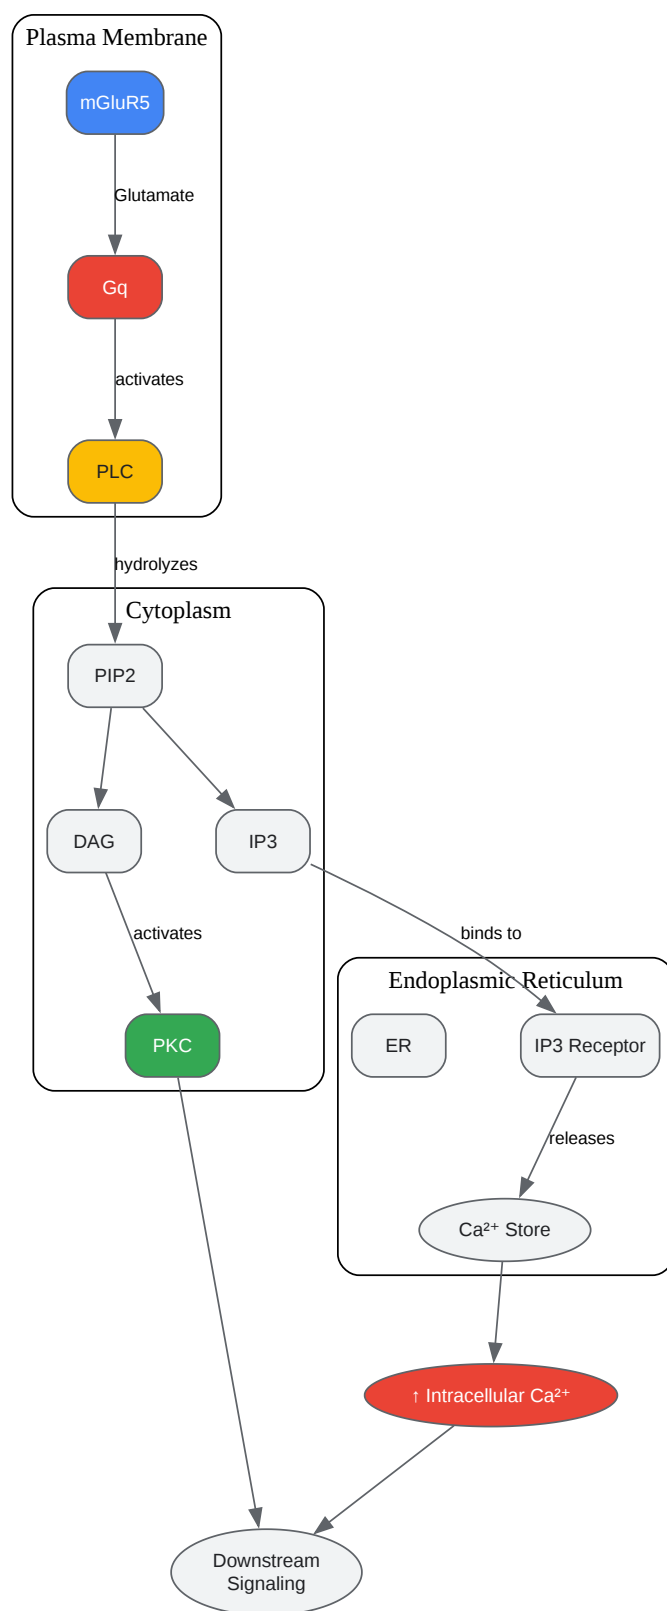 Plasma Membrane
mGluR5
Glutamate
Gq
activates
PLC
hydrolyzes
Cytoplasm
PIP2
DAG
IP3
activates
binds to
Endoplasmic Reticulum
PKC
ER
IP3 Receptor
releases
Ca²⁺ Store
↑ Intracellular Ca²⁺
Downstream
Signaling